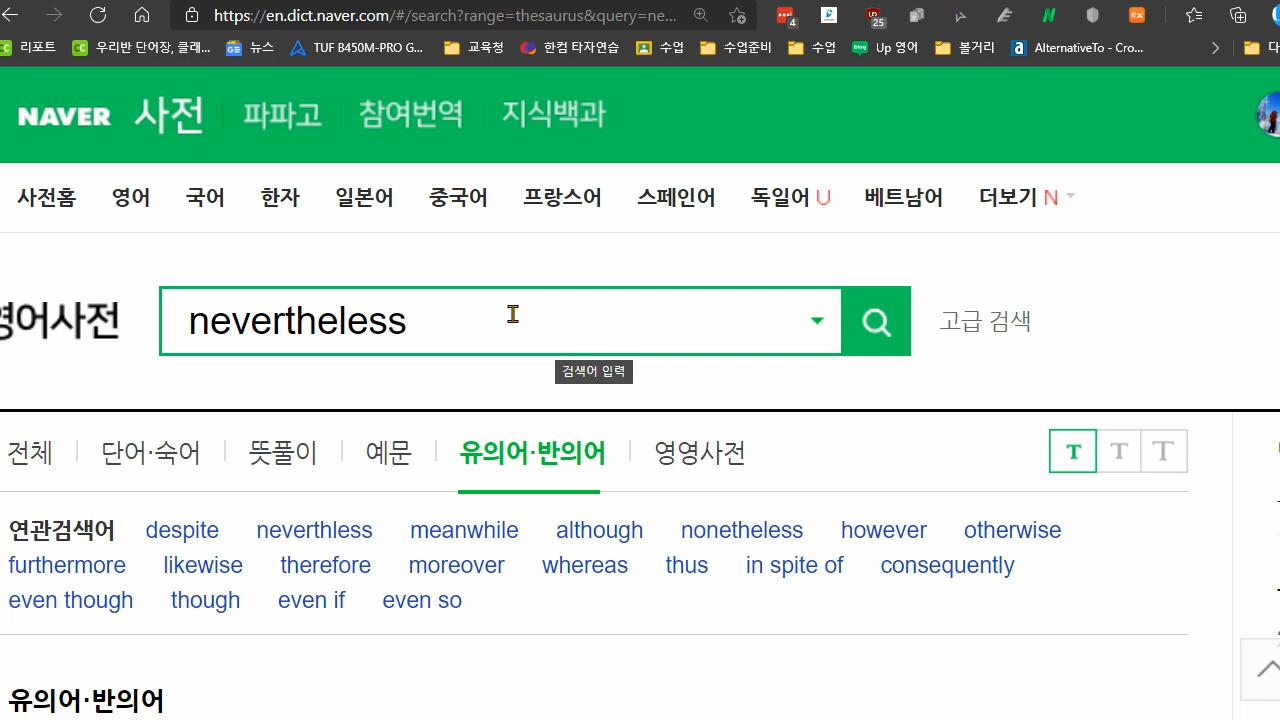 https://en.dict.naver.com/#/search?range=thesaurus&query=ne... 4 25
리포트 우리반 단어장, 클래... 뉴스 TUF B450M-PRO G... 교육청 한컴 타자연습 수업 수업준비 수업 Up 영어 볼거리 AlternativeTo - Cro...
NAVER 사전 파파고 참여번역 지식백과
사전홈 영어 국어 한자 일본어 중국어 프랑스어 스페인어 독일어 U 베트남어 더보기 N
영어사전 nevertheless 고급 검색
검색어 입력
전체 단어·숙어 뜻풀이 예문 유의어·반의어 영영사전 T T T
연관검색어 despite neverthless meanwhile although nonetheless however otherwise
furthermore likewise therefore moreover whereas thus in spite of consequently
even though though even if even so
유의어·반의어